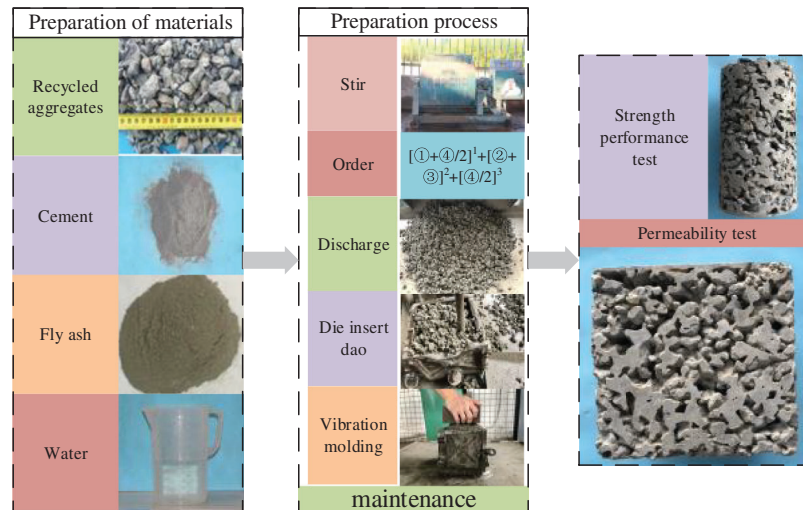 Preparation of materials
Recycled
aggregates
Cement
Fly ash
Water
Preparation process
Stir
Order
[①+④/2]¹+[②+
③]²+[④/2]³
Discharge
Die insert
dao
Vibration
molding
maintenance
Strength
performance
test
Permeability test